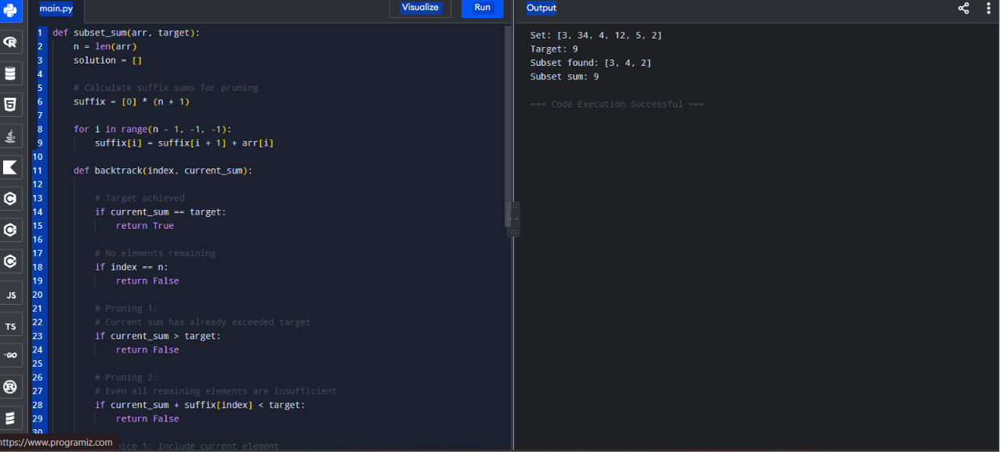 main.py
Visualize
Run
Output
1 def subset_sum(arr, target):
2     n = len(arr)
3     solution = []
4
5     # Calculate suffix sums for pruning
6     suffix = [0] * (n + 1)
7
8     for i in range(n - 1, -1, -1):
9         suffix[i] = suffix[i + 1] + arr[i]
10
11     def backtrack(index, current_sum):
12
13         # Target achieved
14         if current_sum == target:
15             return True
16
17         # No elements remaining
18         if index == n:
19             return False
20
21         # Pruning 1:
22         # Current sum has already exceeded target
23         if current_sum > target:
24             return False
25
26         # Pruning 2:
27         # Even all remaining elements are insufficient
28         if current_sum + suffix[index] < target:
29             return False
30
1: Include current element
https://www.programiz.com
JS
TS
GO
Set: [3, 34, 4, 12, 5, 2]
Target: 9
Subset found: [3, 4, 2]
Subset sum: 9
=== Code Execution Successful ===